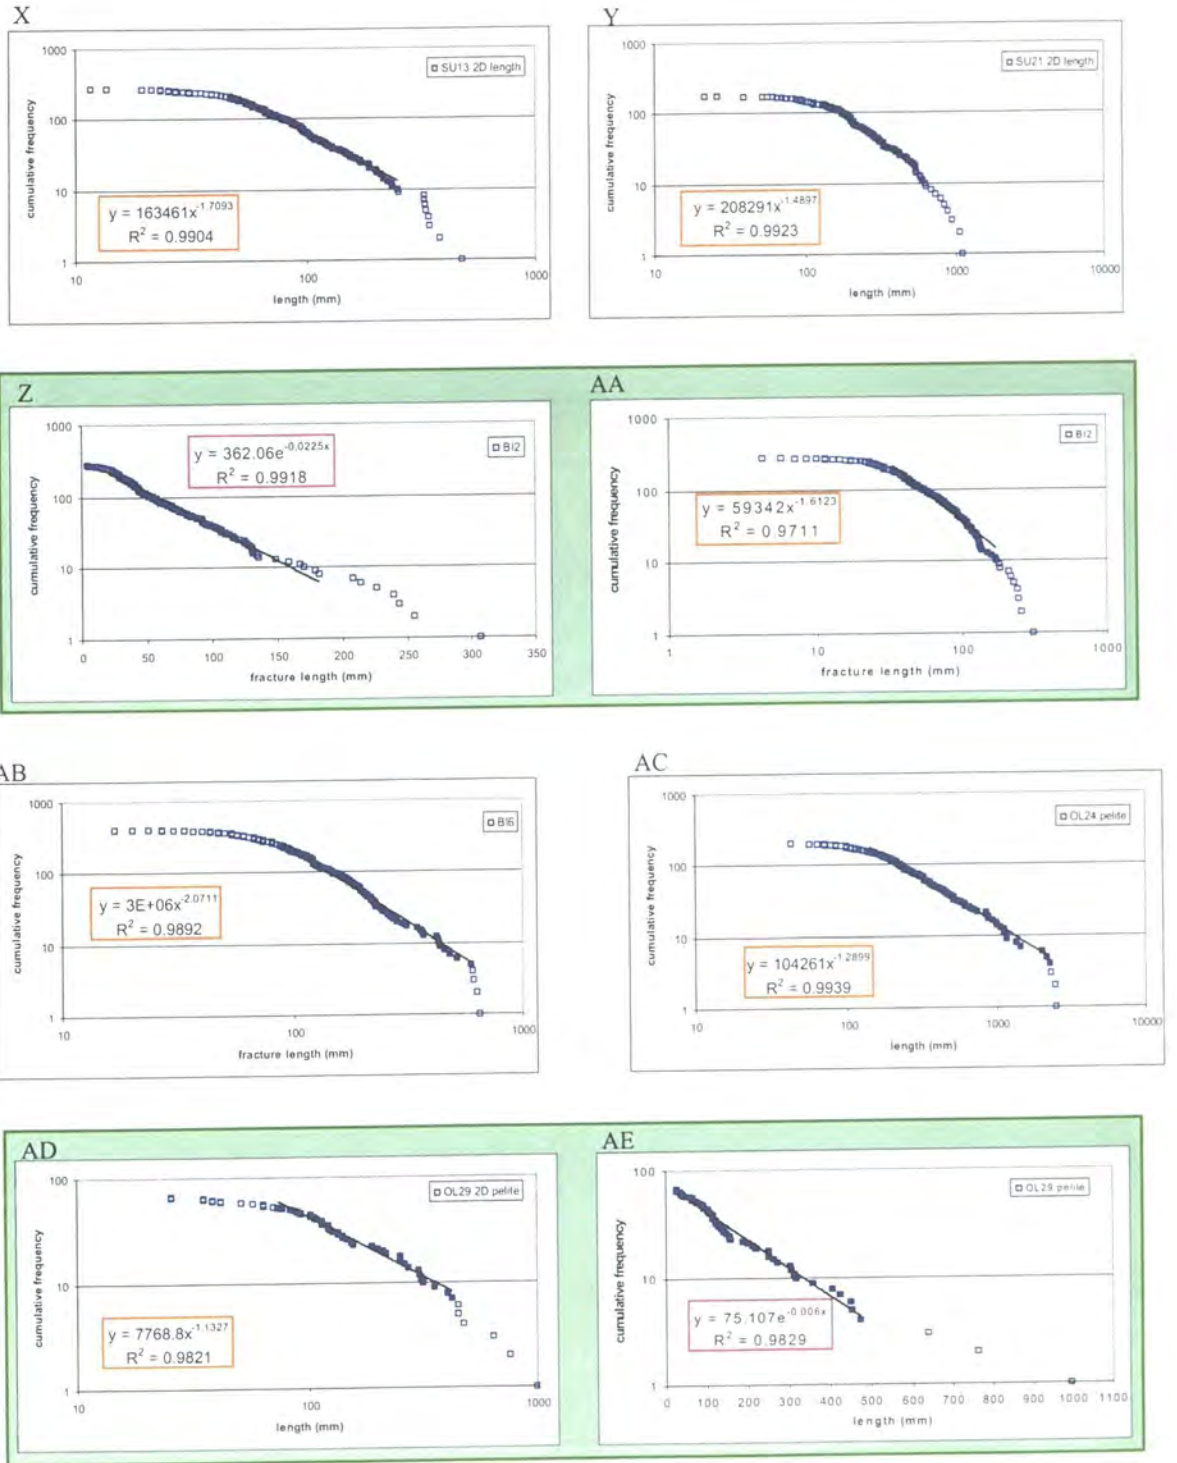 X
1000
100
10
1
cumulative frequency
SU13 2D length
y = 163461x^-1.7093
R² = 0.9904
10
100
1000
length (mm)
Y
1000
100
10
1
cumulative frequency
SU21 2D length
y = 208291x^-1.4897
R² = 0.9923
10
100
1000
10000
length (mm)
Z
1000
100
10
1
cumulative frequency
y = 362.06e^-0.0225x
R² = 0.9918
BI2
0 50 100 150 200 250 300 350
fracture length (mm)
AA
1000
100
10
1
cumulative frequency
BI2
y = 59342x^-1.6123
R² = 0.9711
1 10 100 1000
fracture length (mm)
AB
1000
100
10
1
cumulative frequency
BI6
y = 3E+06x^-2.0711
R² = 0.9892
10
100
1000
fracture length (mm)
AC
1000
100
10
1
cumulative frequency
OL24 pelite
y = 104261x^-1.2899
R² = 0.9939
10
100
1000
10000
length (mm)
AD
100
10
1
cumulative frequency
OL29 2D pelite
y = 7768.8x^-1.1327
R² = 0.9821
100
1000
length (mm)
AE
100
10
1
cumulative frequency
OL29 pelite
y = 75.107e^-0.006x
R² = 0.9829
0 100 200 300 400 500 600 700 800 900 1000 1100
length (mm)